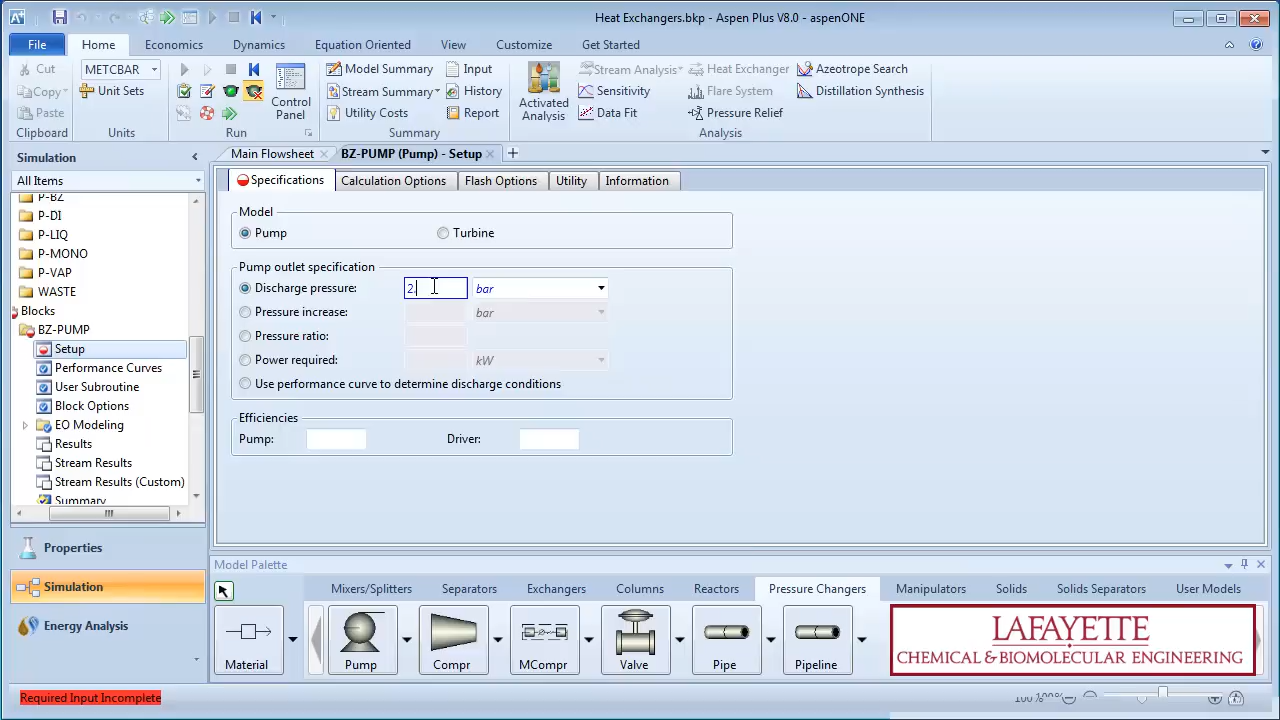 Heat Exchangers.bkp - Aspen Plus V8.0 - aspenONE
File Home Economics Dynamics Equation Oriented View Customize Get Started
Cut METCBAR Model Summary Input Stream Analysis Heat Exchanger Azeotrope Search
Copy Unit Sets Control Panel Stream Summary History Activated Analysis Sensitivity Flare System Distillation Synthesis
Paste Utility Costs Report Data Fit Pressure Relief
Clipboard Units Run Summary Analysis
Simulation Main Flowsheet BZ-PUMP (Pump) - Setup
All Items Specifications Calculation Options Flash Options Utility Information
P-BZ
P-DI
P-LIQ
P-MONO
P-VAP
WASTE
Blocks
BZ-PUMP
Setup
Performance Curves
User Subroutine
Block Options
EO Modeling
Results
Stream Results
Stream Results (Custom)
Summary
Model
Pump Turbine
Pump outlet specification
Discharge pressure: 2. bar
Pressure increase: bar
Pressure ratio:
Power required: kW
Use performance curve to determine discharge conditions
Efficiencies
Pump: Driver:
Properties
Simulation
Energy Analysis
Model Palette
Mixers/Splitters Separators Exchangers Columns Reactors Pressure Changers Manipulators Solids Solids Separators User Models
Material Pump Compr MCompr Valve Pipe Pipeline
LAFAYETTE
CHEMICAL & BIOMOLECULAR ENGINEERING
Required Input Incomplete